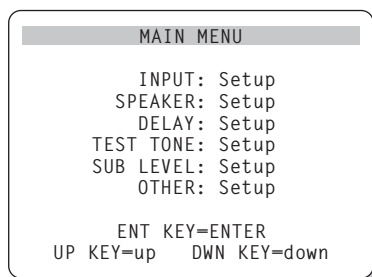 MAIN MENU
INPUT: Setup
SPEAKER: Setup
DELAY: Setup
TEST TONE: Setup
SUB LEVEL: Setup
OTHER: Setup
ENT KEY=ENTER
UP KEY=up DWN KEY=down